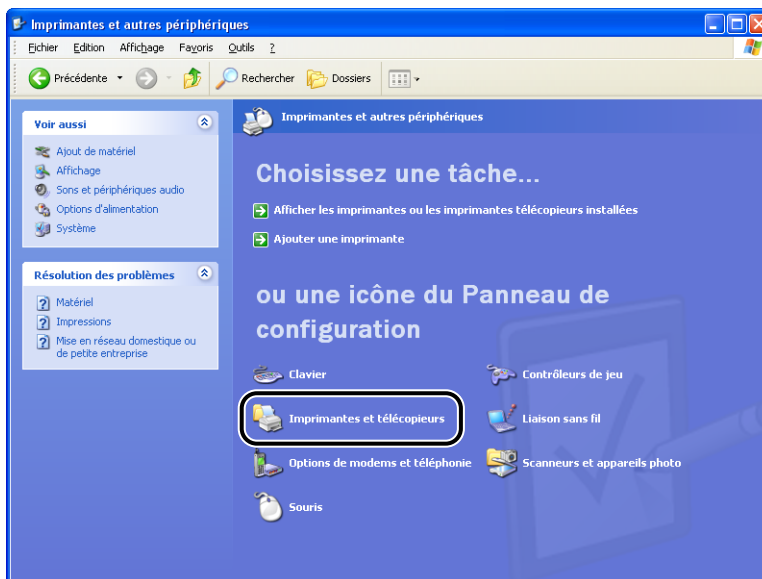 Imprimantes et autres périphériques
Fichier Edition Affichage Favoris Outils ?
Précédente Rechercher Dossiers
Voir aussi
Ajout de matériel
Affichage
Sons et périphériques audio
Options d'alimentation
Système
Résolution des problèmes
Matériel
Impressions
Mise en réseau domestique ou
de petite entreprise
Imprimantes et autres périphériques
Choisissez une tâche...
Afficher les imprimantes ou les imprimantes télécopieurs installées
Ajouter une imprimante
ou une icône du Panneau de
configuration
Clavier
Contrôleurs de jeu
Imprimantes et télécopieurs
Liaison sans fil
Options de modems et téléphonie
Scanneurs et appareils photo
Souris